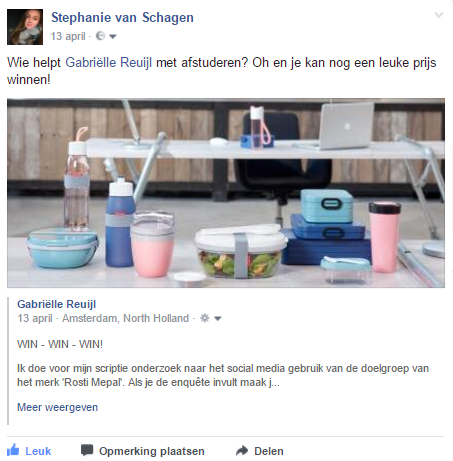 Stephanie van Schagen
13 april ·
Wie helpt Gabriëlle Reuijl met afstuderen? Oh en je kan nog een leuke prijs
winnen!
Gabriëlle Reuijl
13 april · Amsterdam, North Holland ·
WIN - WIN - WIN!
Ik doe voor mijn scriptie onderzoek naar het social media gebruik van de doelgroep van
het merk 'Rosti Mepal'. Als je de enquête invult maak j...
Meer weergeven
Leuk Opmerking plaatsen Delen